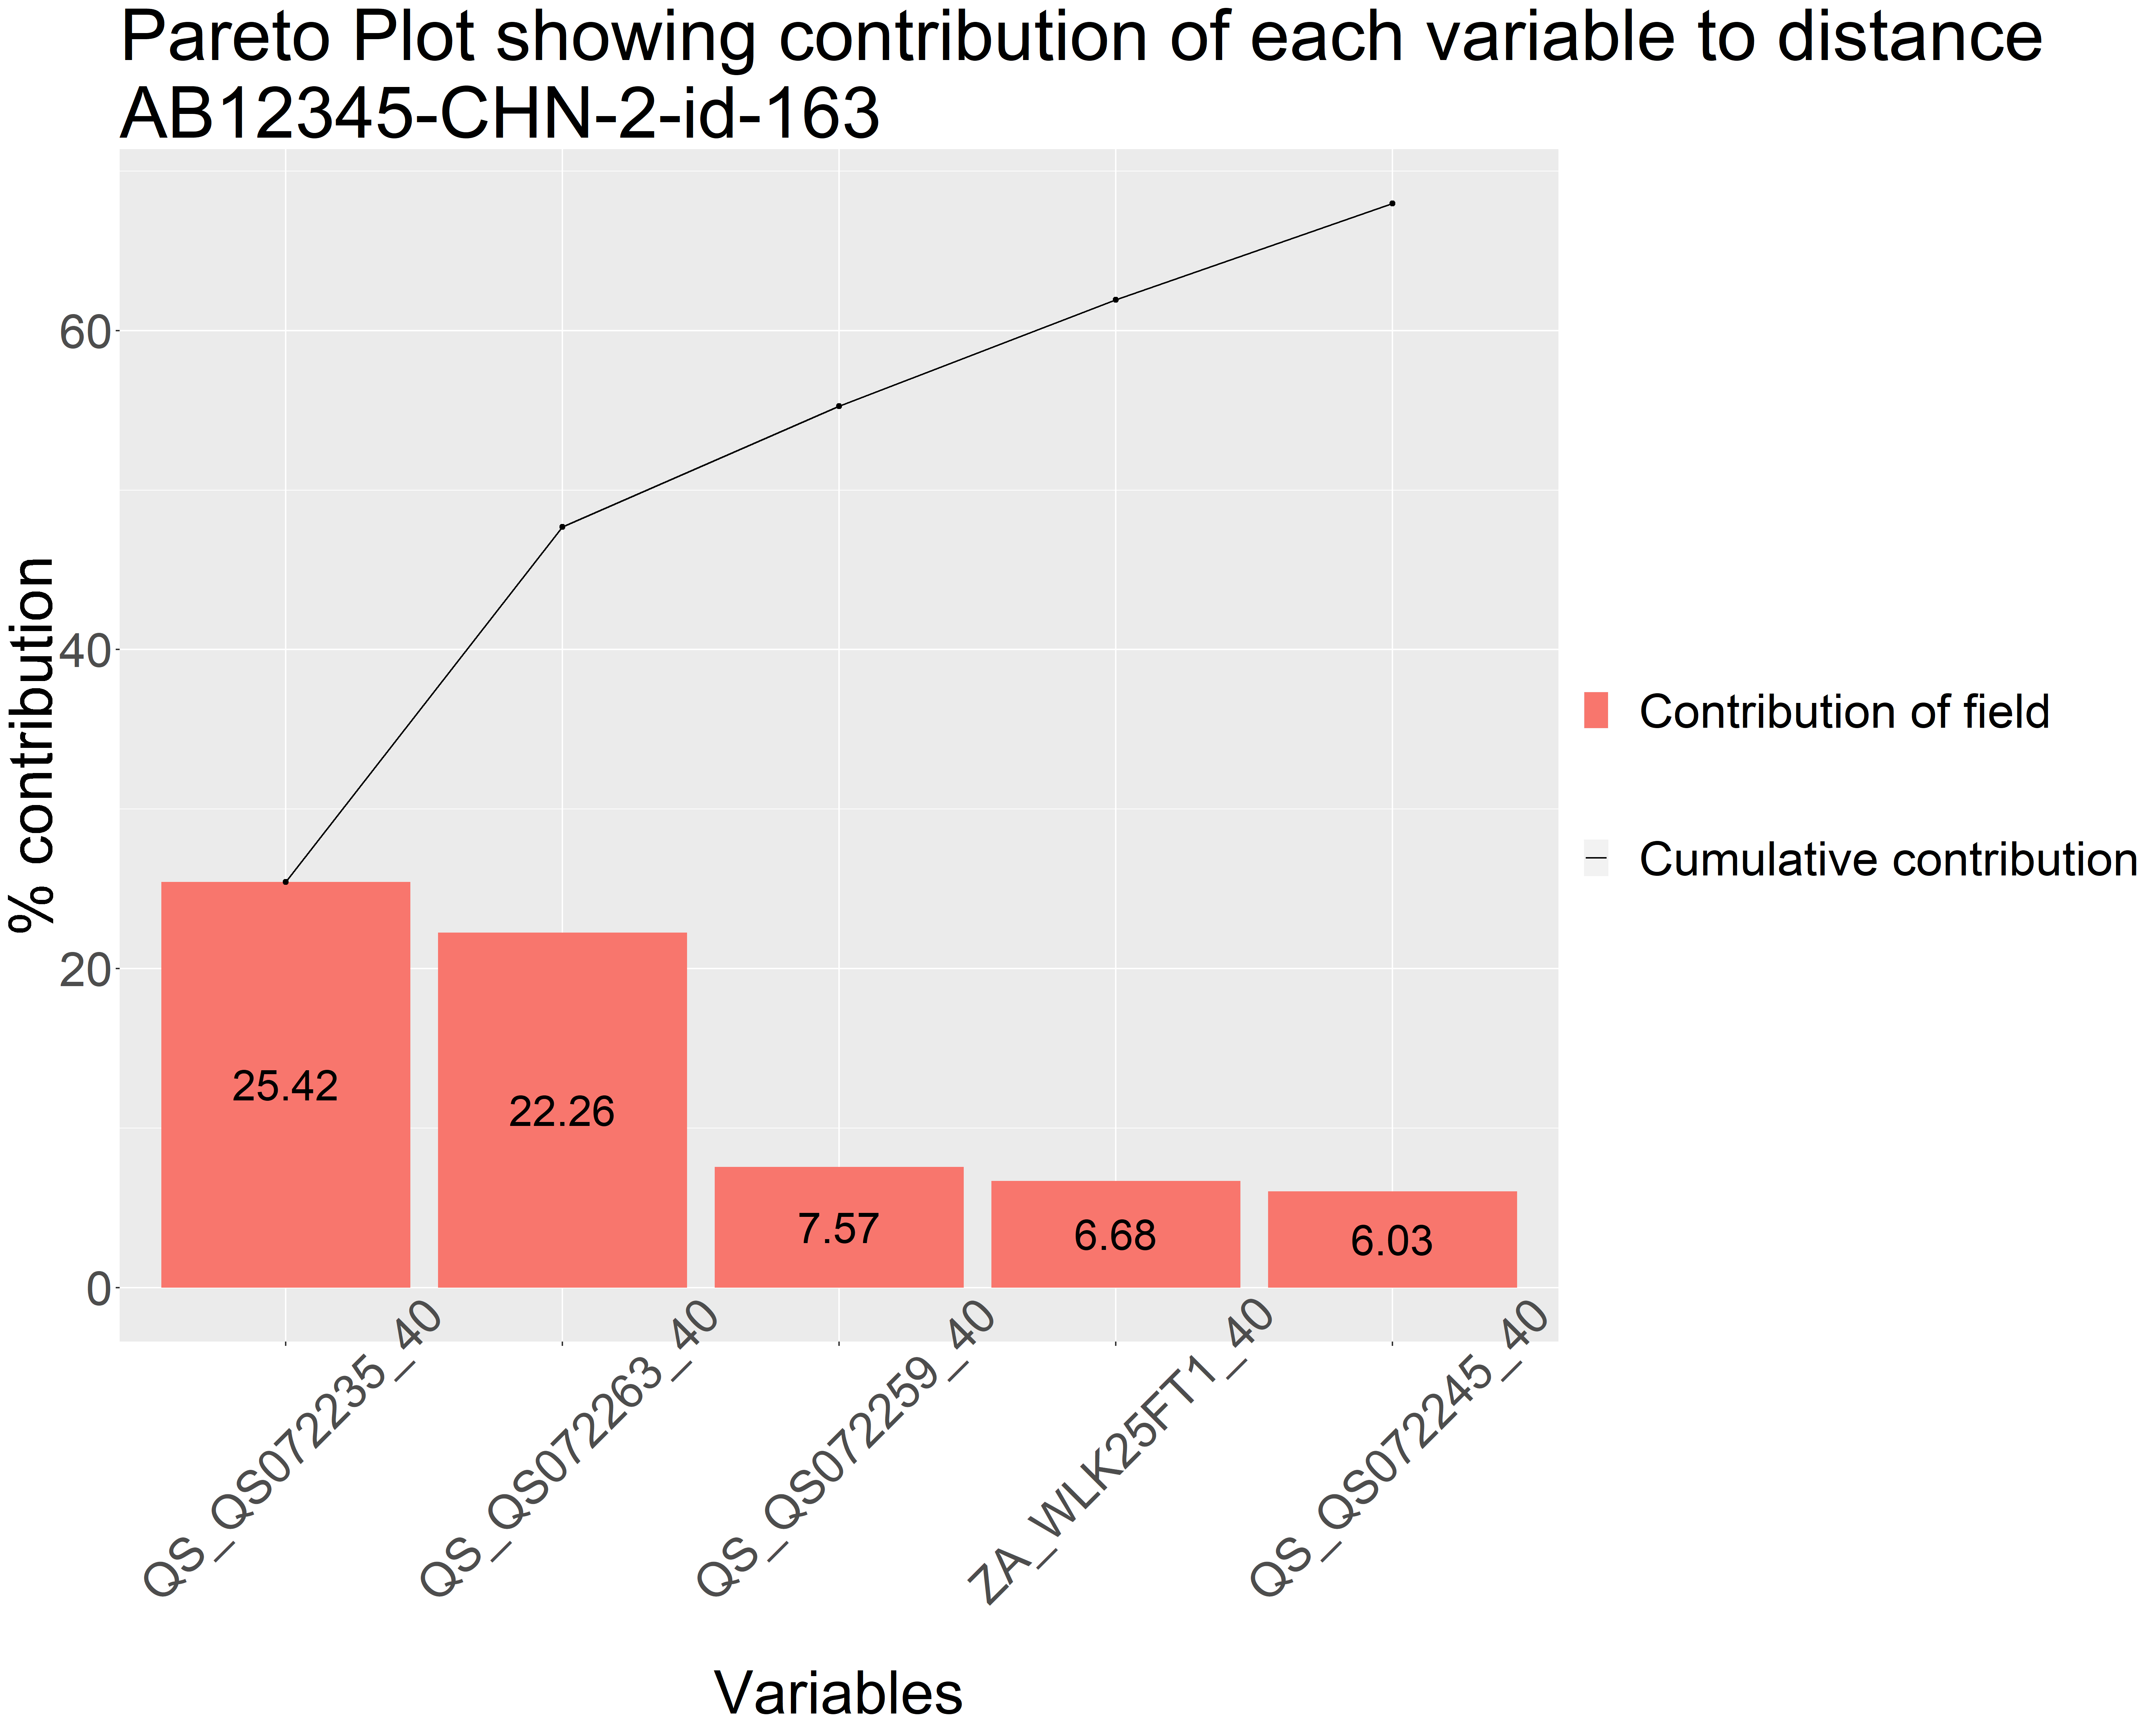 Pareto Plot showing contribution of each variable to distance
AB12345-CHN-2-id-163
% contribution
60
40
20
0
25.42
22.26
7.57
6.68
6.03
QS_QS072235_40
QS_QS072263_40
QS_QS072259_40
ZA_WLK25FT1_40
QS_QS072245_40
Variables
Contribution of field
Cumulative contribution